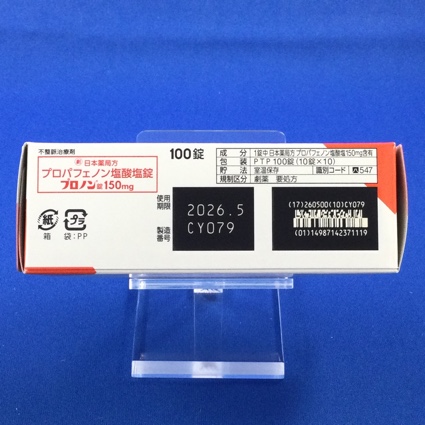 不整脈治療剤
日本薬局方
プロパフェノン塩酸塩錠
プロノン錠150mg
100錠
成分 1錠中 日本薬局方 プロパフェノン塩酸塩150mg含有
包装 PTP 100錠 (10錠×10)
貯法 室温保存 識別コード 547
規制区分 劇薬 要処方
使用期限 2026.5
製造番号 CY079
(17)260500(10)CY079
(01)14987142371119
紙 プラ
箱 袋:PP